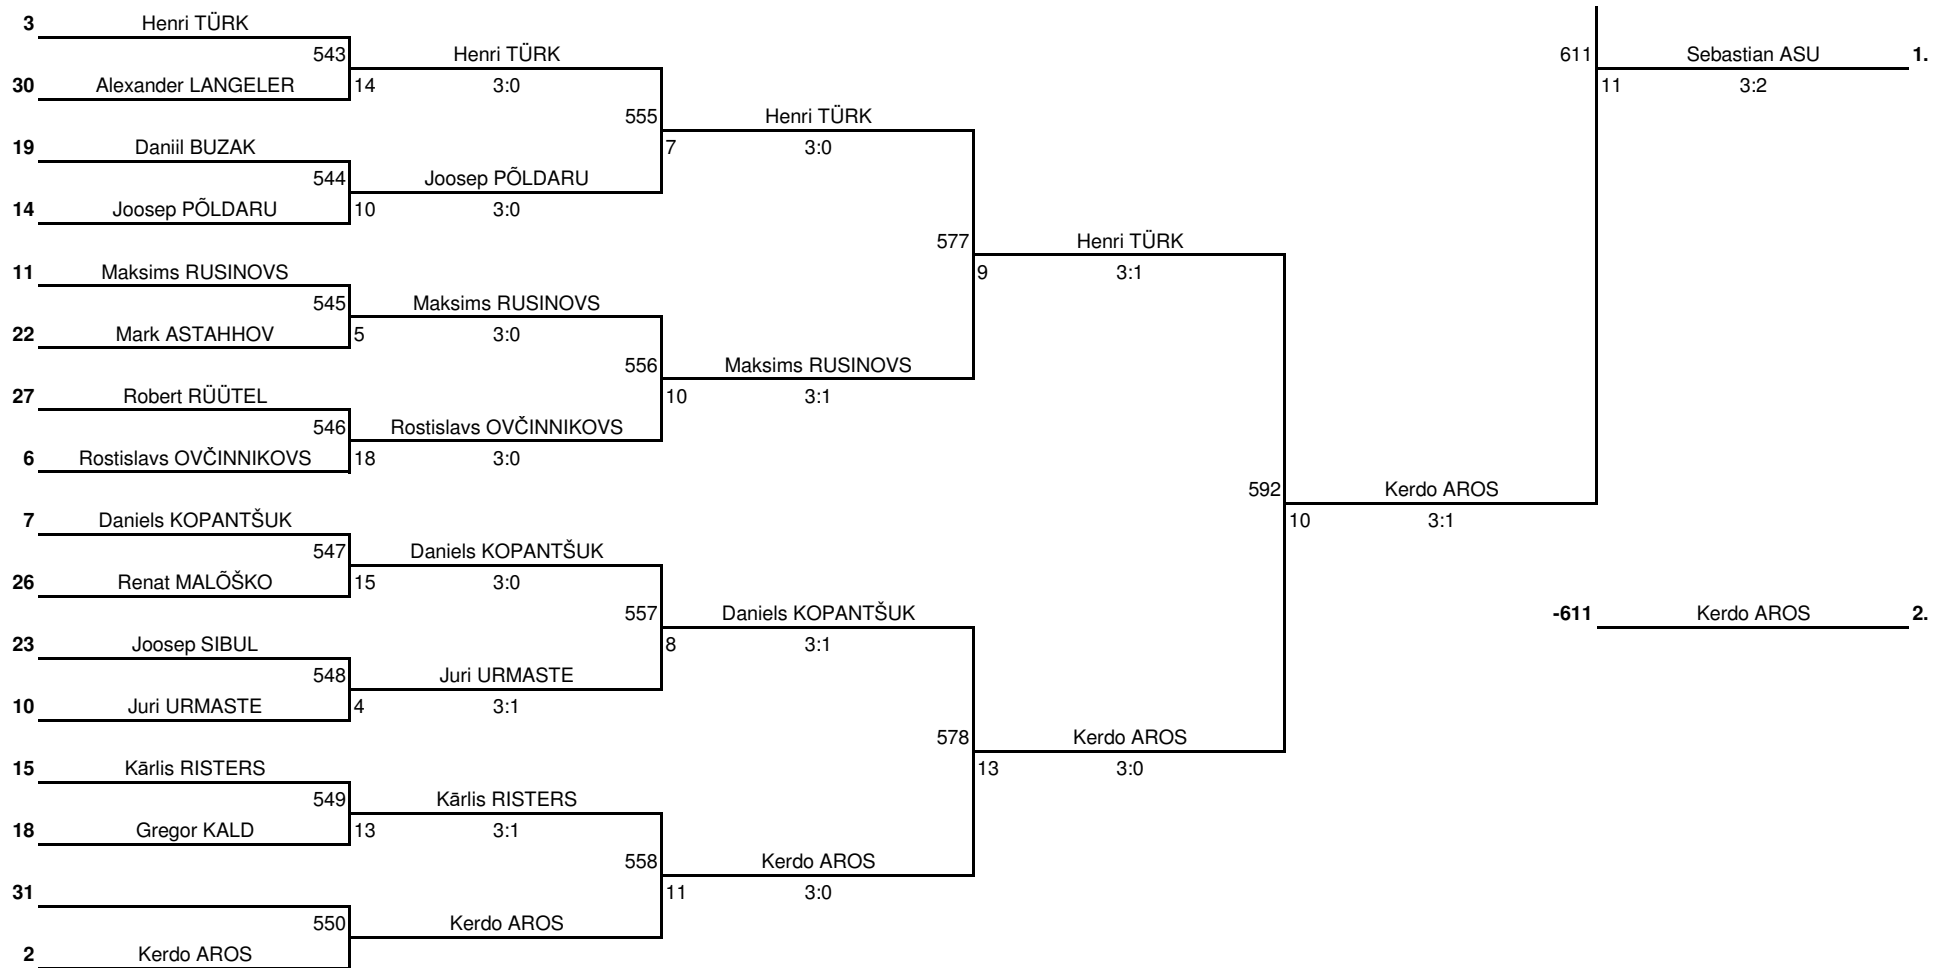 3 Henri TÜRK
543 Henri TÜRK 611 Sebastian ASU 1.
30 Alexander LANGELER 14 3:0 11 3:2
555 Henri TÜRK
19 Daniil BUZAK 7 3:0
544 Joosep PÕLDARU
14 Joosep PÕLDARU 10 3:0
577 Henri TÜRK
11 Maksims RUSINOVS 9 3:1
545 Maksims RUSINOVS
22 Mark ASTAHHOV 5 3:0
556 Maksims RUSINOVS
27 Robert RÜÜTEL 10 3:1
546 Rostislavs OVČINNIKOVS
6 Rostislavs OVČINNIKOVS 18 3:0
592 Kerdo AROS
7 Daniels KOPANTŠUK 10 3:1
547 Daniels KOPANTŠUK
26 Renat MALÕŠKO 15 3:0
557 Daniels KOPANTŠUK -611 Kerdo AROS 2.
23 Joosep SIBUL 8 3:1
548 Juri URMASTE
10 Juri URMASTE 4 3:1
578 Kerdo AROS
15 Kārlis RISTERS 13 3:0
549 Kārlis RISTERS
18 Gregor KALD 13 3:1
558 Kerdo AROS
31 11 3:0
550 Kerdo AROS
2 Kerdo AROS